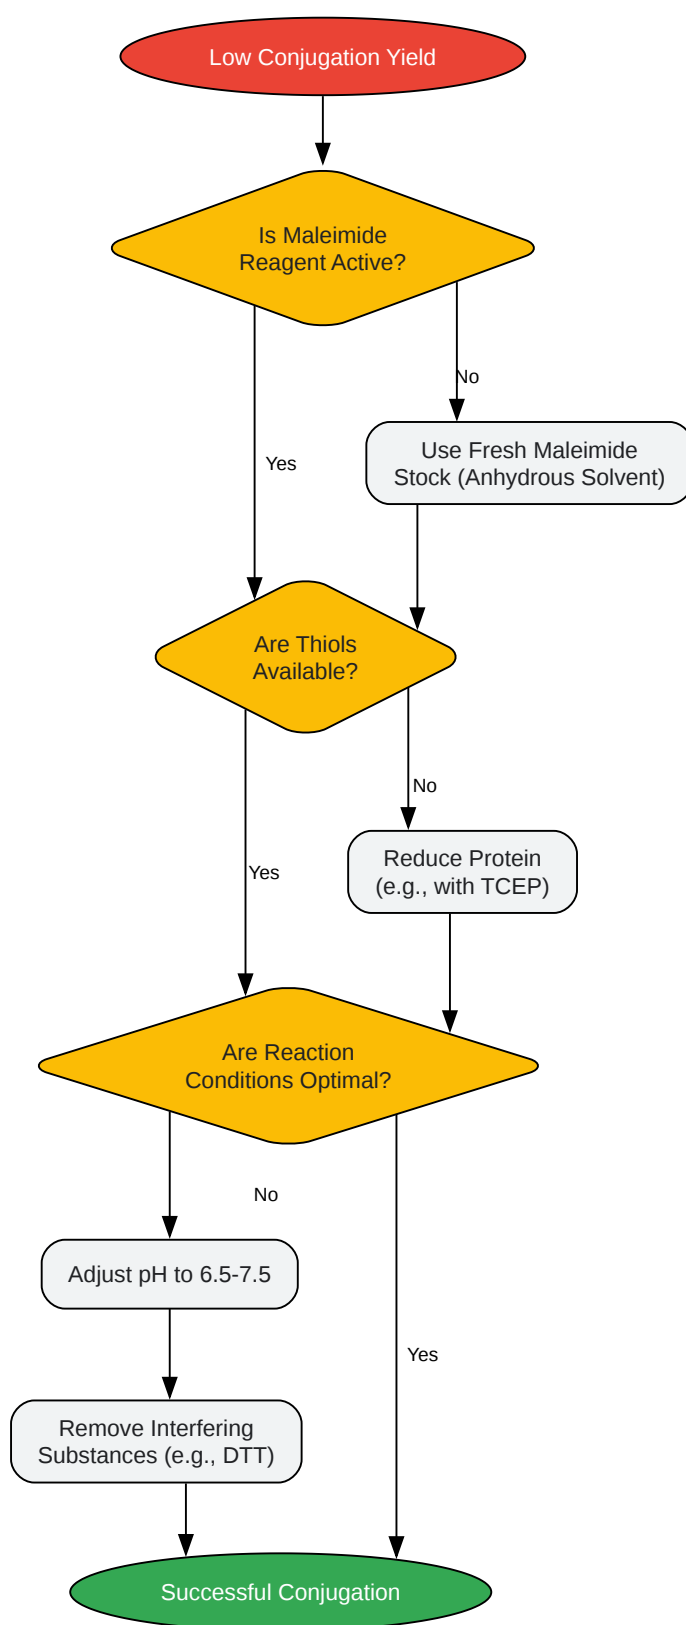 Low Conjugation Yield
Is Maleimide
Reagent Active?
No
Use Fresh Maleimide
Stock (Anhydrous Solvent)
Yes
Are Thiols
Available?
No
Reduce Protein
(e.g., with TCEP)
Yes
Are Reaction
Conditions Optimal?
No
Adjust pH to 6.5-7.5
Yes
Remove Interfering
Substances (e.g., DTT)
Successful Conjugation